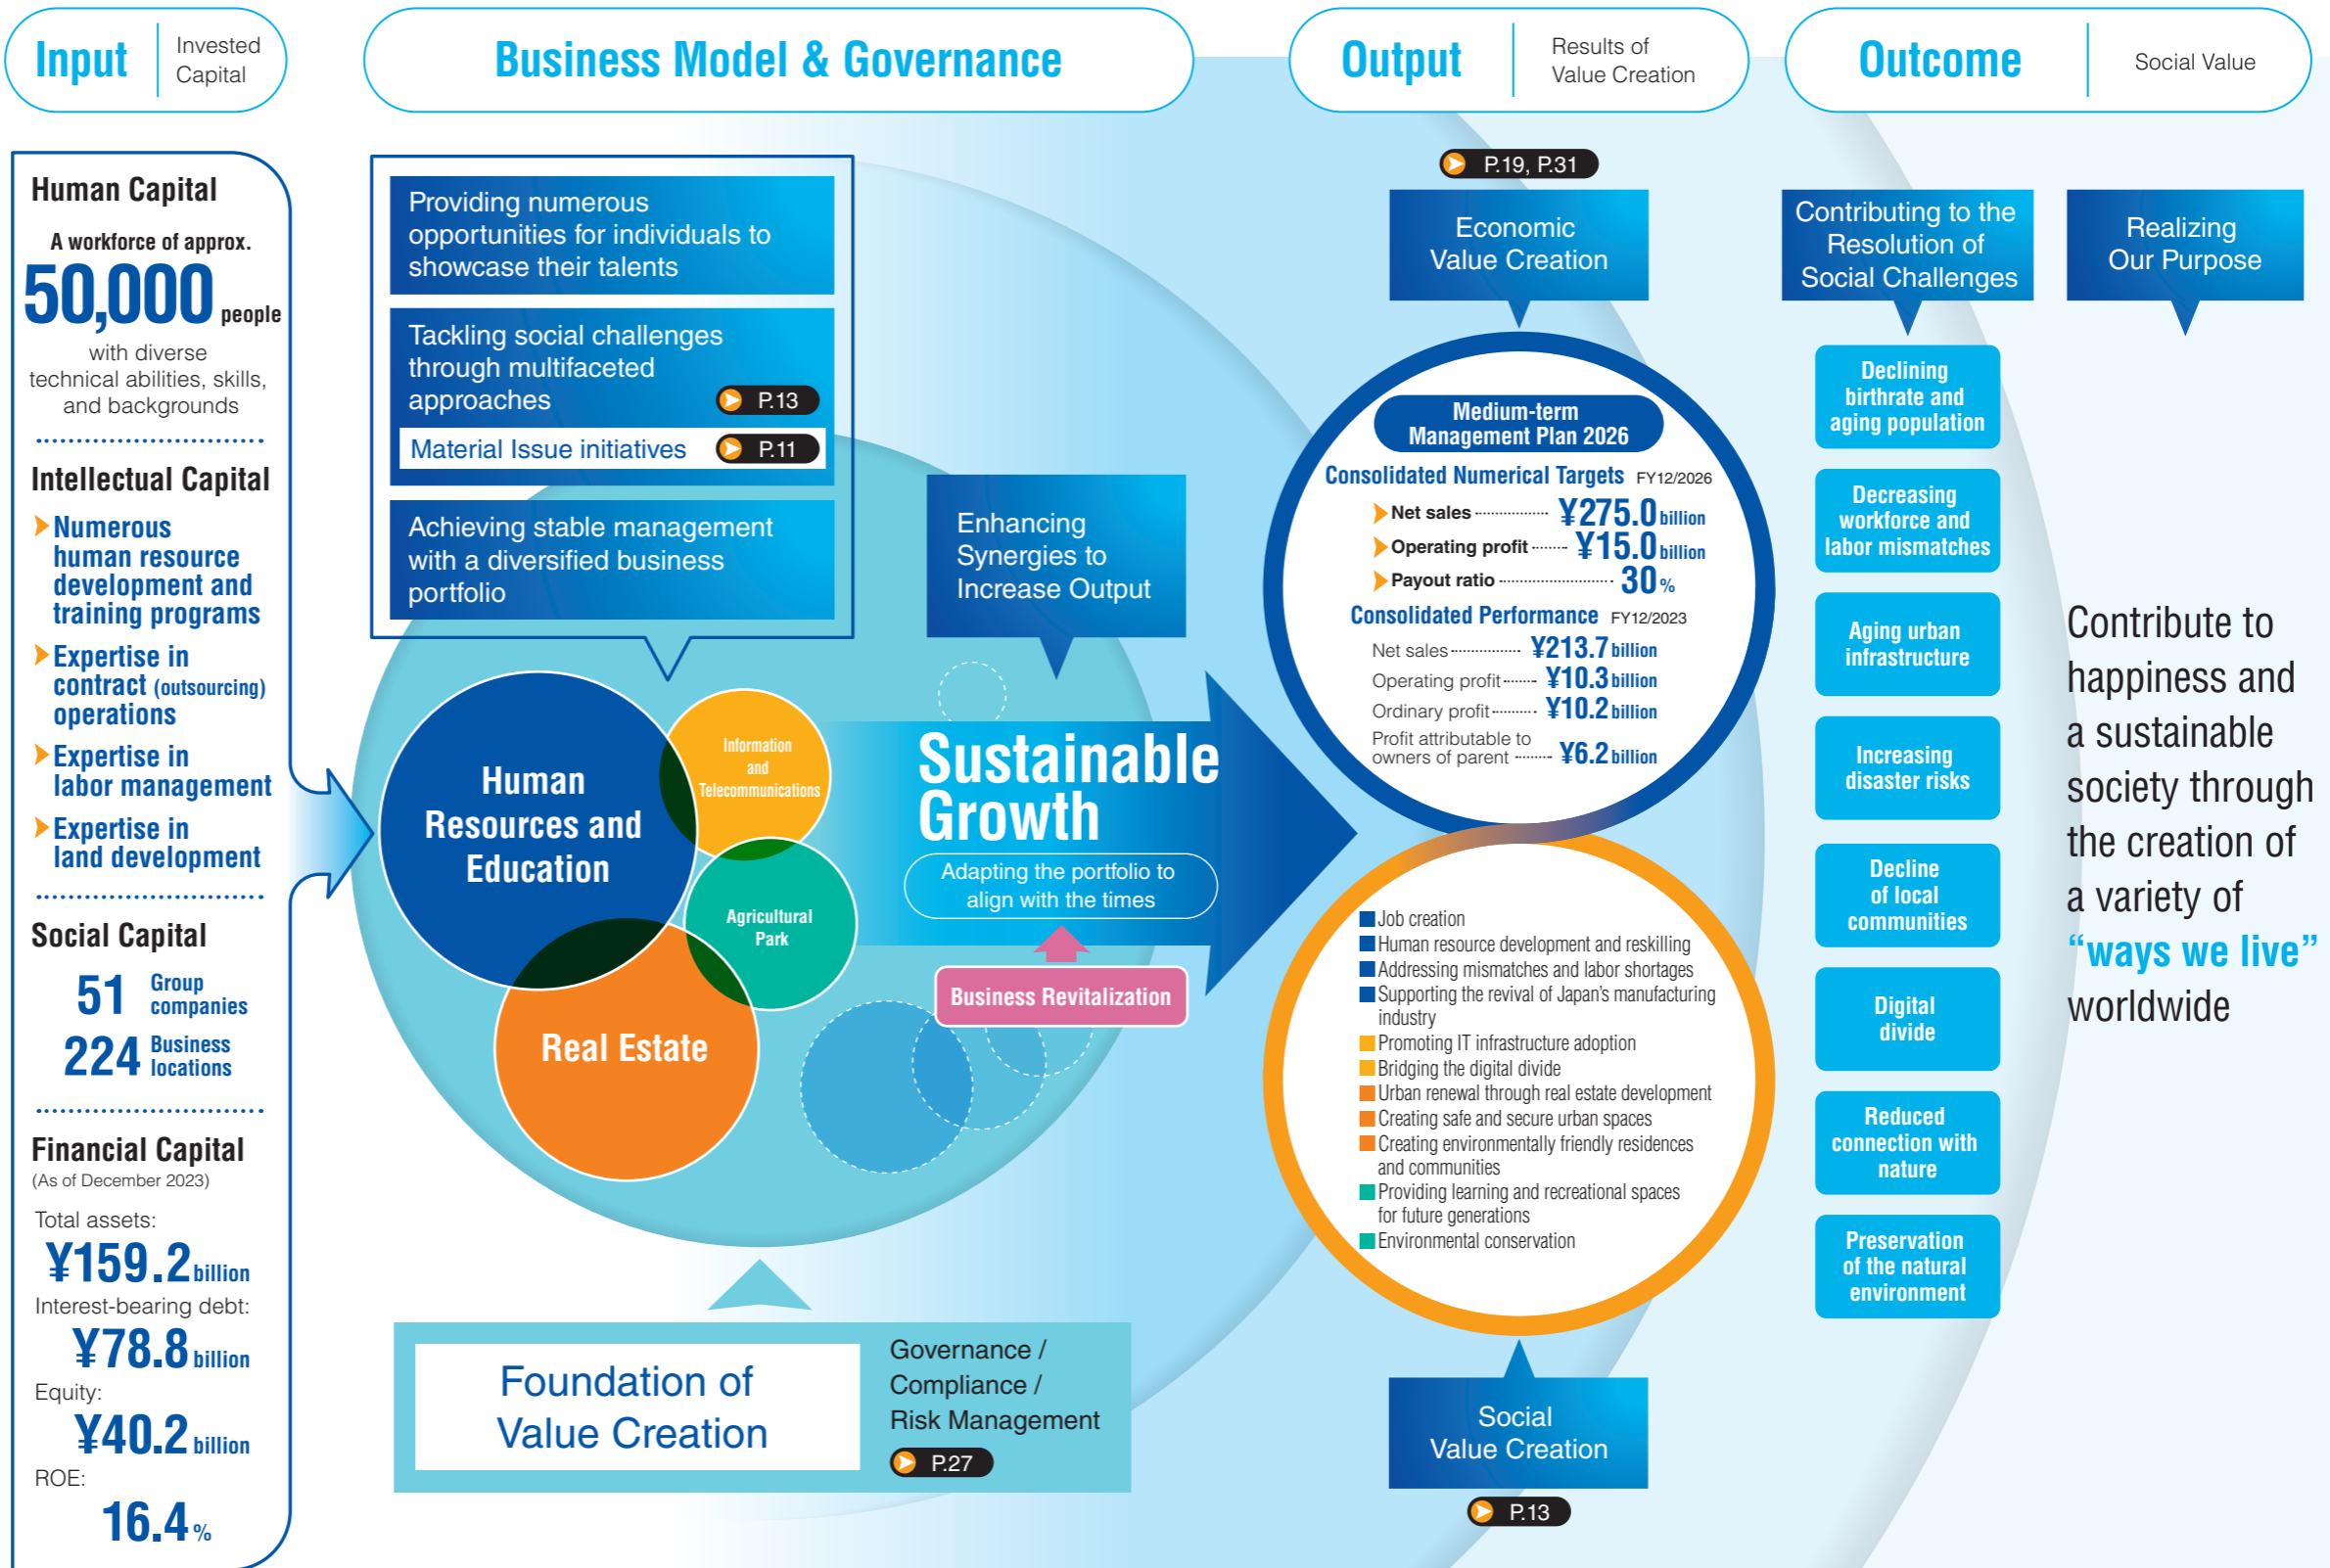 Input
Invested
Capital
Business Model & Governance
Output
Results of
Value Creation
Outcome
Social Value
Human Capital
A workforce of approx.
50,000 people
with diverse
technical abilities, skills,
and backgrounds
Intellectual Capital
Numerous
human resource
development and
training programs
Expertise in
contract (outsourcing)
operations
Expertise in
labor management
Expertise in
land development
Social Capital
51 Group
companies
224 Business
locations
Financial Capital
(As of December 2023)
Total assets:
¥159.2 billion
Interest-bearing debt:
¥78.8 billion
Equity:
¥40.2 billion
ROE:
16.4 %
Providing numerous
opportunities for individuals to
showcase their talents
Tackling social challenges
through multifaceted
approaches P.13
Material Issue initiatives P.11
Achieving stable management
with a diversified business
portfolio
Human
Resources and
Education
Information
and
Telecommunications
Agricultural
Park
Real Estate
Enhancing
Synergies to
Increase Output
Sustainable
Growth
Adapting the portfolio to
align with the times
Business Revitalization
Foundation of
Value Creation
Governance /
Compliance /
Risk Management
P.27
P.19, P.31
Economic
Value Creation
Medium-term
Management Plan 2026
Consolidated Numerical Targets FY12/2026
Net sales ¥275.0 billion
Operating profit ¥15.0 billion
Payout ratio 30 %
Consolidated Performance FY12/2023
Net sales ¥213.7 billion
Operating profit ¥10.3 billion
Ordinary profit ¥10.2 billion
Profit attributable to
owners of parent ¥6.2 billion
Job creation
Human resource development and reskilling
Addressing mismatches and labor shortages
Supporting the revival of Japan's manufacturing
industry
Promoting IT infrastructure adoption
Bridging the digital divide
Urban renewal through real estate development
Creating safe and secure urban spaces
Creating environmentally friendly residences
and communities
Providing learning and recreational spaces
for future generations
Environmental conservation
Social
Value Creation
P.13
Contributing to the
Resolution of
Social Challenges
Declining
birthrate and
aging population
Decreasing
workforce and
labor mismatches
Aging urban
infrastructure
Increasing
disaster risks
Decline
of local
communities
Digital
divide
Reduced
connection with
nature
Preservation
of the natural
environment
Realizing
Our Purpose
Contribute to
happiness and
a sustainable
society through
the creation of
a variety of
“ways we live”
worldwide